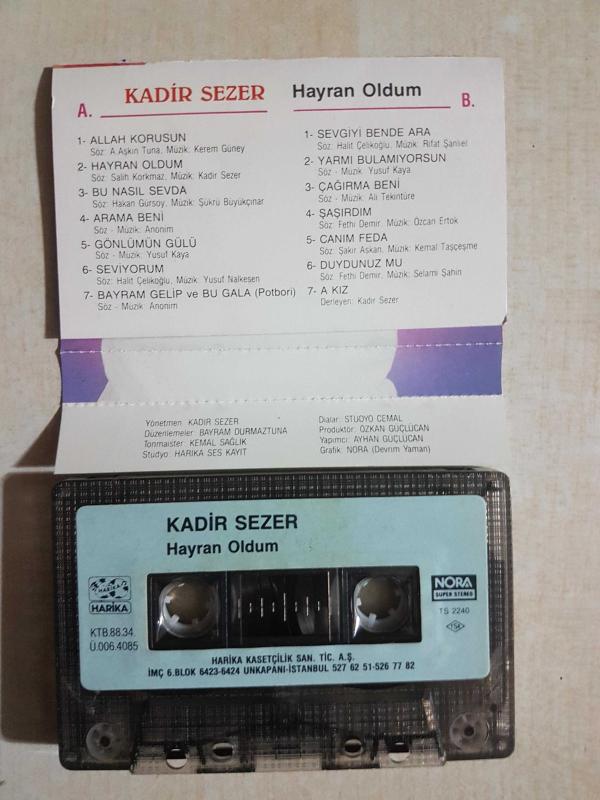 KADİR SEZER
Hayran Oldum
A.
B.
1- ALLAH KORUSUN
Söz: A.Aşkın Tuna, Müzik: Kerem Güney
2- HAYRAN OLDUM
Söz: Salih Korkmaz, Müzik: Kadir Sezer
3- BU NASIL SEVDA
Söz: Hakan Gürsoy, Müzik: Şükrü Büyükçınar
4- ARAMA BENİ
Söz - Müzik: Anonim
5- GÖNLÜMÜN GÜLÜ
Söz - Müzik: Yusuf Kaya
6- SEVİYORUM
Söz: Halit Çelikoğlu, Müzik: Yusuf Nalkesen
7- BAYRAM GELİP ve BU GALA (Potbori)
Söz - Müzik: Anonim
1- SEVGİYİ BENDE ARA
Söz: Halit Çelikoğlu, Müzik: Rifat Şanlıel
2- YARMI BULAMIYORSUN
Söz - Müzik: Yusuf Kaya
3- ÇAĞIRMA BENİ
Söz - Müzik: Ali Tekintüre
4- ŞAŞIRDIM
Söz: Fethi Demir, Müzik: Özcan Ertok
5- CANIM FEDA
Söz: Şakir Aşkan, Müzik: Kemal Taşçeşme
6- DUYDUNUZ MU
Söz: Fethi Demir, Müzik: Selami Şahin
7- A KIZ
Derleyen: Kadir Sezer
Yönetmen: KADİR SEZER
Düzenlemeler: BAYRAM DURMAZTUNA
Tonmaister: KEMAL SAĞLIK
Stüdyo: HARİKA SES KAYIT
Dialar: STÜDYO CEMAL
Prodüktör: ÖZKAN GÜÇLÜCAN
Yapımcı: AYHAN GÜÇLÜCAN
Grafik: NORA (Devrim Yaman)
KADİR SEZER
Hayran Oldum
HARİKA
HARİKA
KTB.88.34.
Ü.006.4085
NORA
SUPER STEREO
TS 2240
TSE
HARİKA KASETÇİLİK SAN. TİC. A.Ş.
İMÇ 6.BLOK 6423-6424 UNKAPANI-İSTANBUL 527 62 51-526 77 82